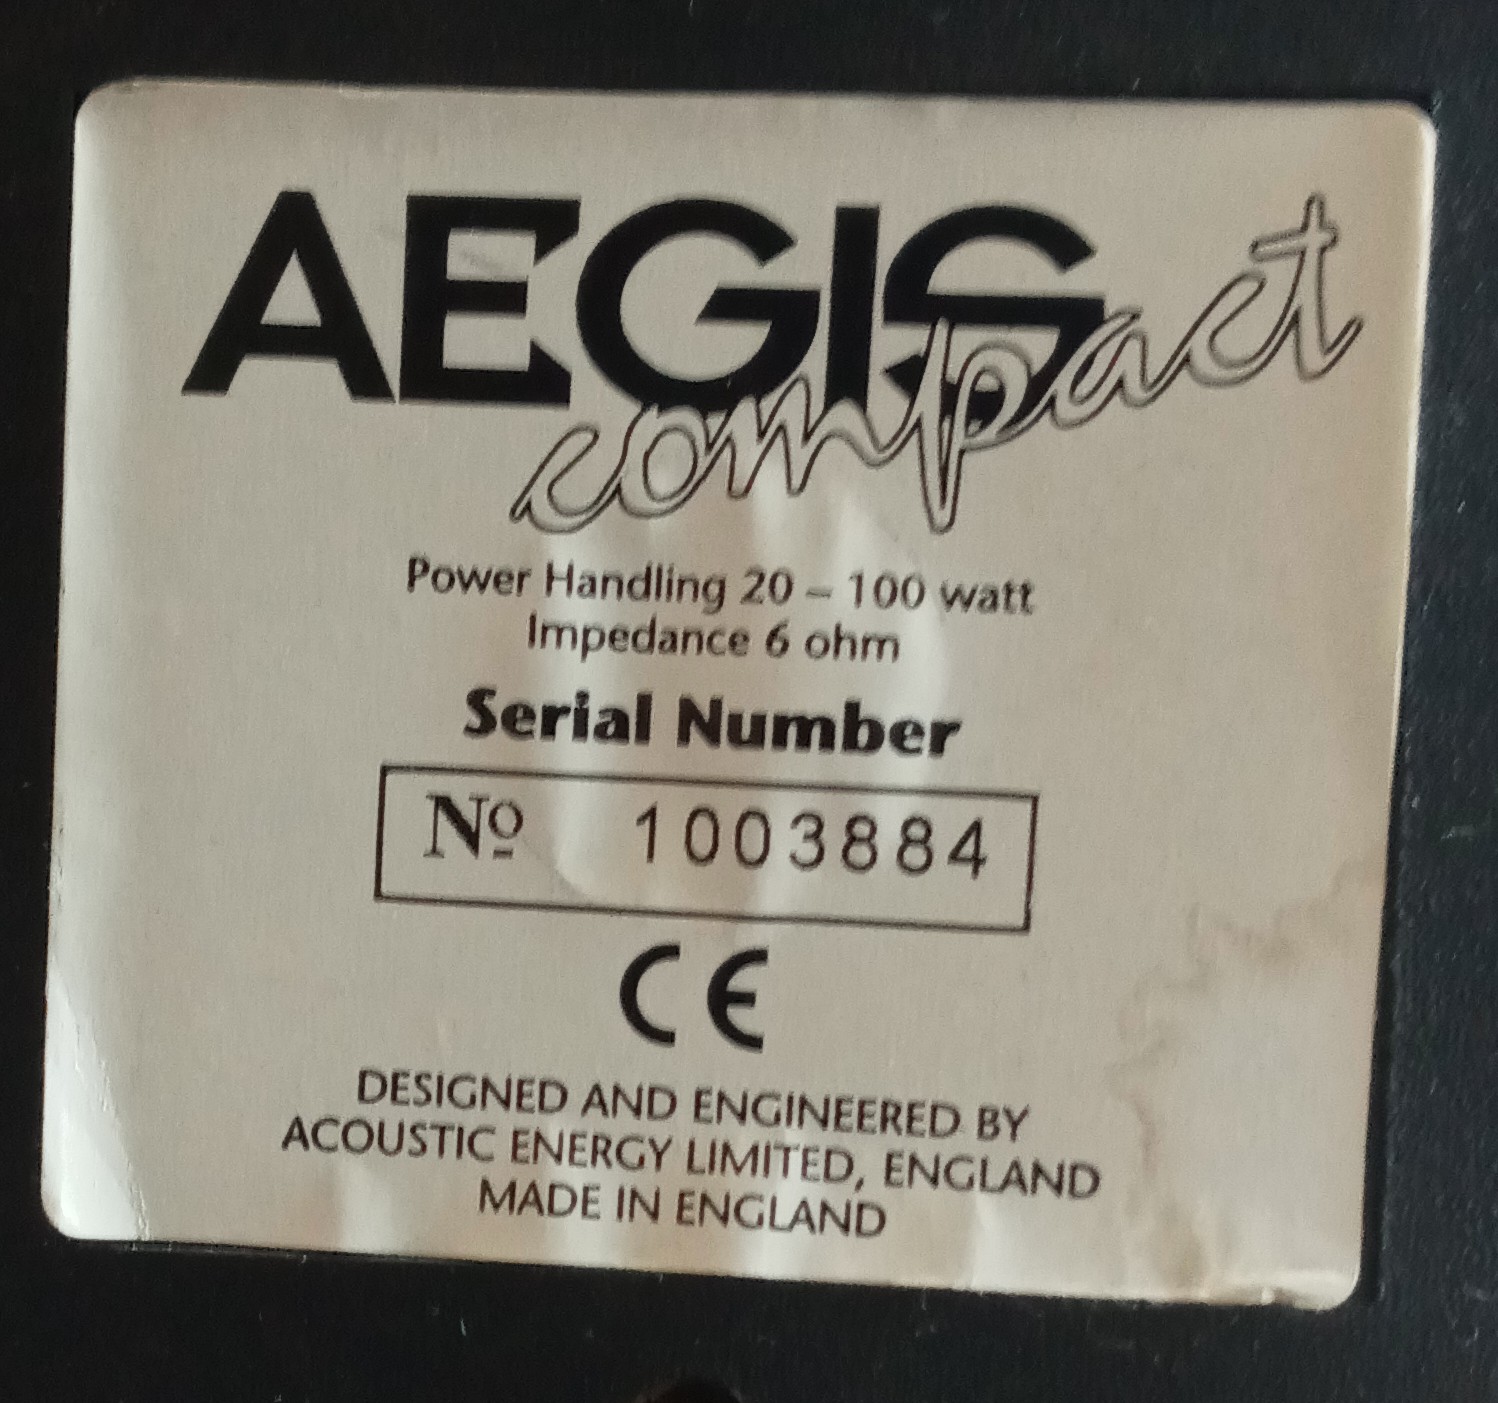 AEGIS
compact
Power Handling 20 – 100 watt
Impedance 6 ohm
Serial Number
Nº 1003884
CE
DESIGNED AND ENGINEERED BY
ACOUSTIC ENERGY LIMITED, ENGLAND
MADE IN ENGLAND